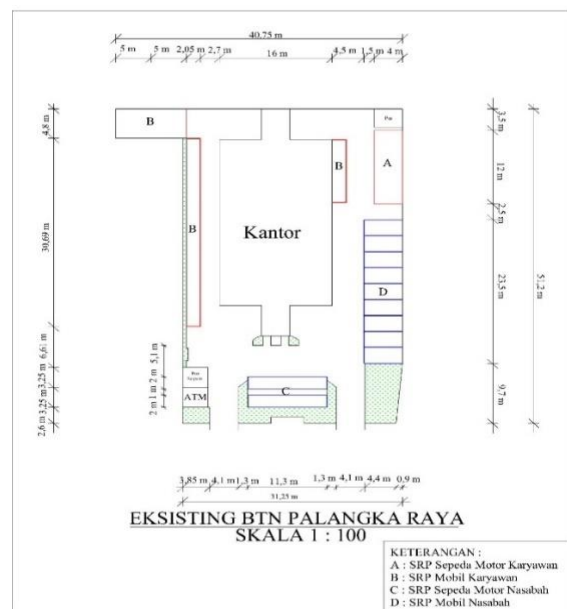 40,75 m
5 m 5 m 2,05 m 2,7 m 16 m 4,5 m 1,5 m 4 m
4,8 m
30,69 m
3,25 m
3,25 m
2,6 m
B
B
B
Kantor
Pos
A
D
C
ATM
5,1 m
2 m
1 m
2 m
3,5 m
12 m
2,5 m
23,5 m
9,7 m
51,2 m
3,85 m 4,1 m 1,3 m 11,3 m 1,3 m 4,1 m 4,4 m 0,9 m
31,25 m
EKSISTING BTN PALANGKA RAYA
SKALA 1 : 100
KETERANGAN :
A : SRP Sepeda Motor Karyawan
B : SRP Mobil Karyawan
C : SRP Sepeda Motor Nasabah
D : SRP Mobil Nasabah